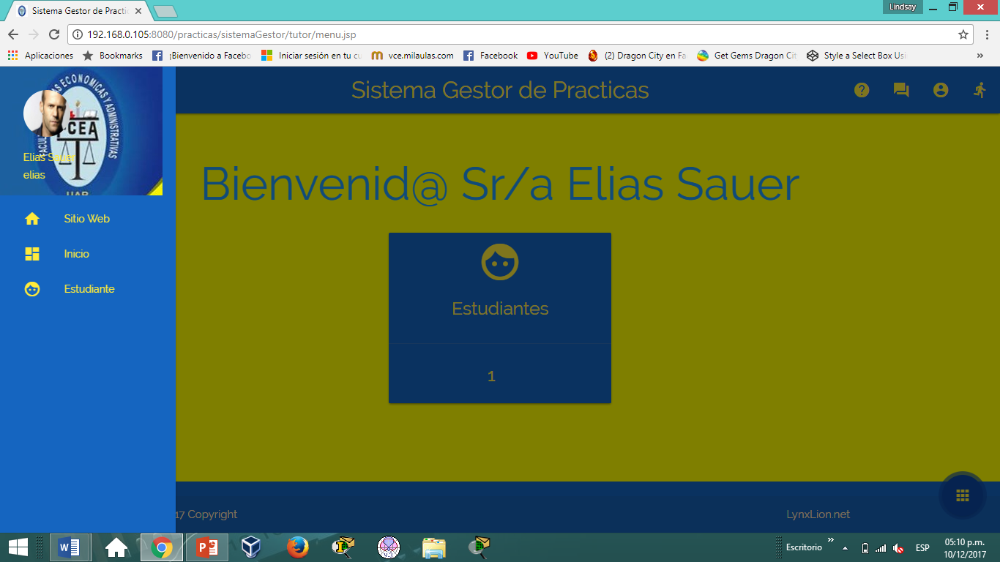 Sistema Gestor de Practic
Lindsay
192.168.0.105:8080/practicas/sistemaGestor/tutor/menu.jsp
Aplicaciones
Bookmarks
¡Bienvenido a Facebo
Iniciar sesión en tu cu
vce.milaulas.com
Facebook
YouTube
(2) Dragon City en Fa
Get Gems Dragon Cit
Style a Select Box Usi
»
Sistema Gestor de Practicas
ECONOMICAS Y ADMINISTRATIVAS
CEA
UAP
Elias Sauer
elias
Sitio Web
Inicio
Estudiante
Bienvenid@ Sr/a Elias Sauer
Estudiantes
1
17 Copyright
LynxLion.net
Escritorio
»
ESP
05:10 p.m.
10/12/2017